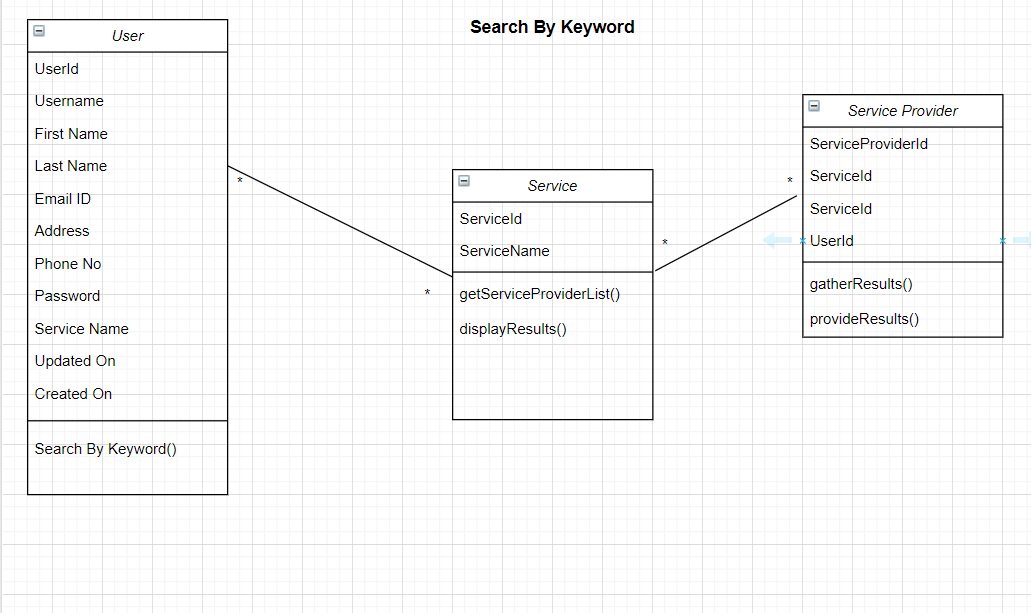 Search By Keyword
User
UserId
Username
First Name
Last Name
Email ID
Address
Phone No
Password
Service Name
Updated On
Created On
Search By Keyword()
*
*
Service
ServiceId
ServiceName
getServiceProviderList()
displayResults()
*
*
Service Provider
ServiceProviderId
ServiceId
ServiceId
UserId
gatherResults()
provideResults()